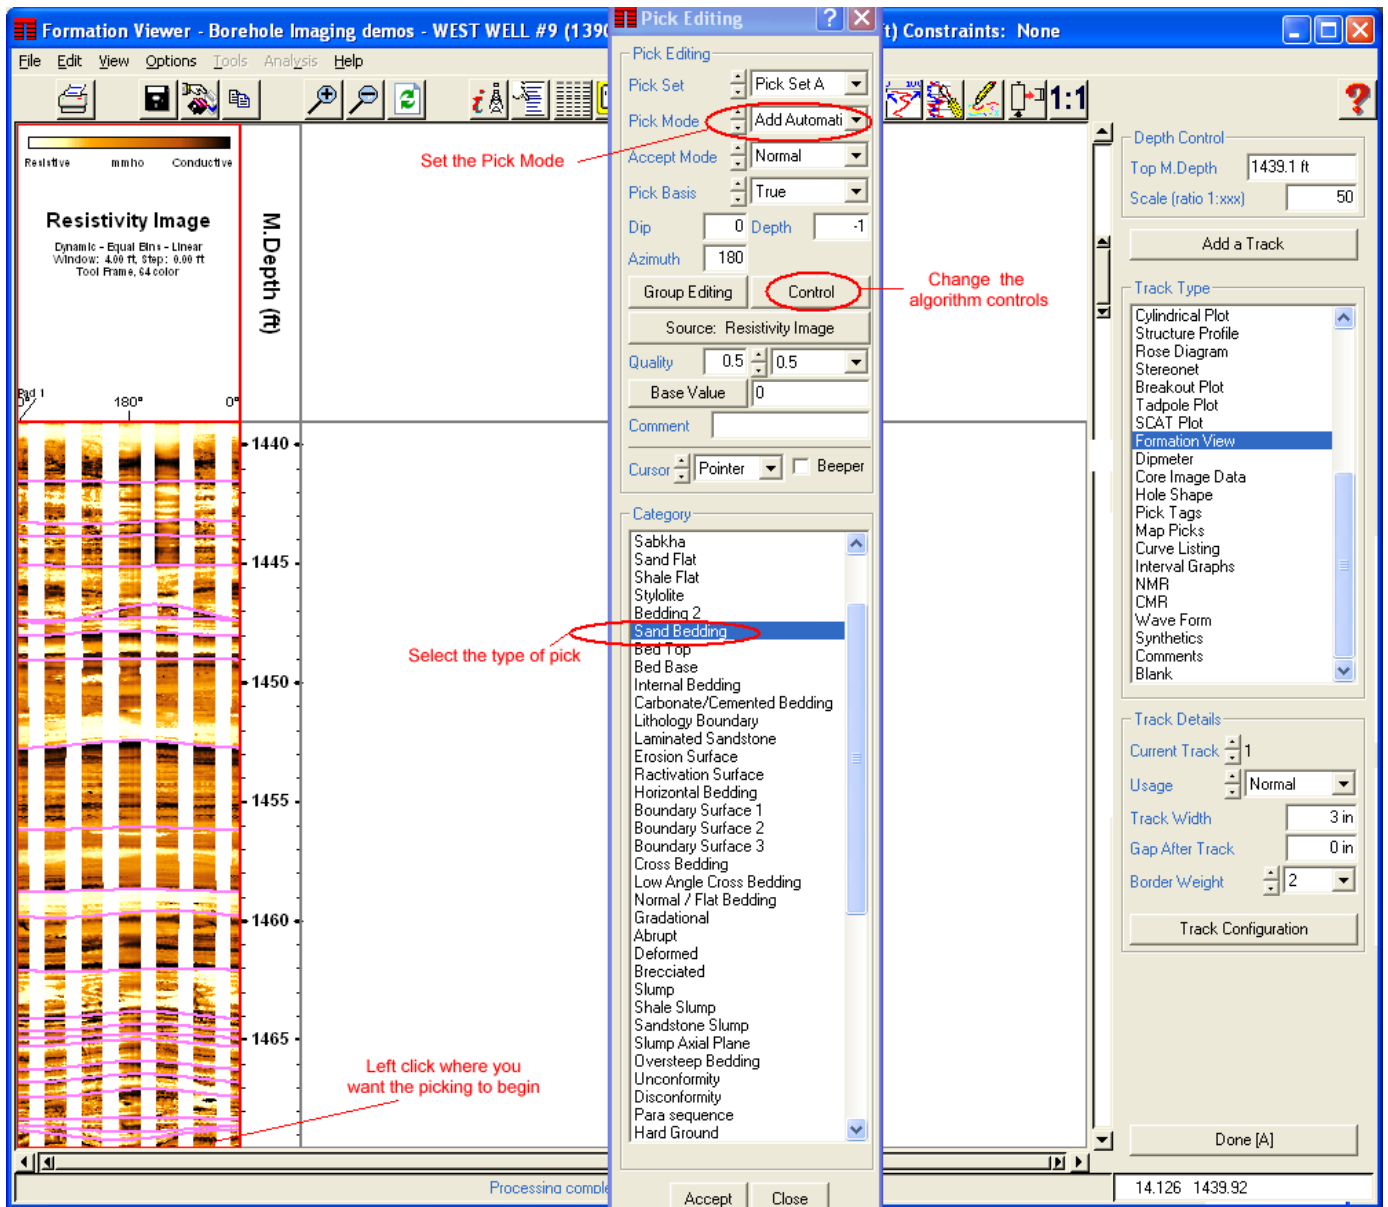 Formation Viewer - Borehole Imaging demos - WEST WELL #9 (1390
ft) Constraints: None
File Edit View Options Tools Analysis Help
1:1
Resistive mmho Conductive
Resistivity Image
Dynamic - Equal Bins - Linear
Window: 4.00 ft, Step: 0.00 ft
Tool Frame, 64 color
Pad 1
0° 180° 0°
M.Depth (ft)
1440
1445
1450
1455
1460
1465
Set the Pick Mode
Select the type of pick
Left click where you
want the picking to begin
Change the
algorithm controls
Pick Editing
Pick Editing
Pick Set Pick Set A
Pick Mode Add Automati
Accept Mode Normal
Pick Basis True
Dip 0 Depth -1
Azimuth 180
Group Editing Control
Source: Resistivity Image
Quality 0.5 0.5
Base Value 0
Comment
Cursor Pointer Beeper
Category
Sabkha
Sand Flat
Shale Flat
Stylolite
Bedding 2
Sand Bedding
Bed Top
Bed Base
Internal Bedding
Carbonate/Cemented Bedding
Lithology Boundary
Laminated Sandstone
Erosion Surface
Ractivation Surface
Horizontal Bedding
Boundary Surface 1
Boundary Surface 2
Boundary Surface 3
Cross Bedding
Low Angle Cross Bedding
Normal / Flat Bedding
Gradational
Abrupt
Deformed
Brecciated
Slump
Shale Slump
Sandstone Slump
Slump Axial Plane
Oversteep Bedding
Unconformity
Disconformity
Para sequence
Hard Ground
Accept Close
Depth Control
Top M.Depth 1439.1 ft
Scale (ratio 1:xxx) 50
Add a Track
Track Type
Cylindrical Plot
Structure Profile
Rose Diagram
Stereonet
Breakout Plot
Tadpole Plot
SCAT Plot
Formation View
Dipmeter
Core Image Data
Hole Shape
Pick Tags
Map Picks
Curve Listing
Interval Graphs
NMR
CMR
Wave Form
Synthetics
Comments
Blank
Track Details
Current Track 1
Usage Normal
Track Width 3 in
Gap After Track 0 in
Border Weight 2
Track Configuration
Done [A]
Processing comple
14.126 1439.92